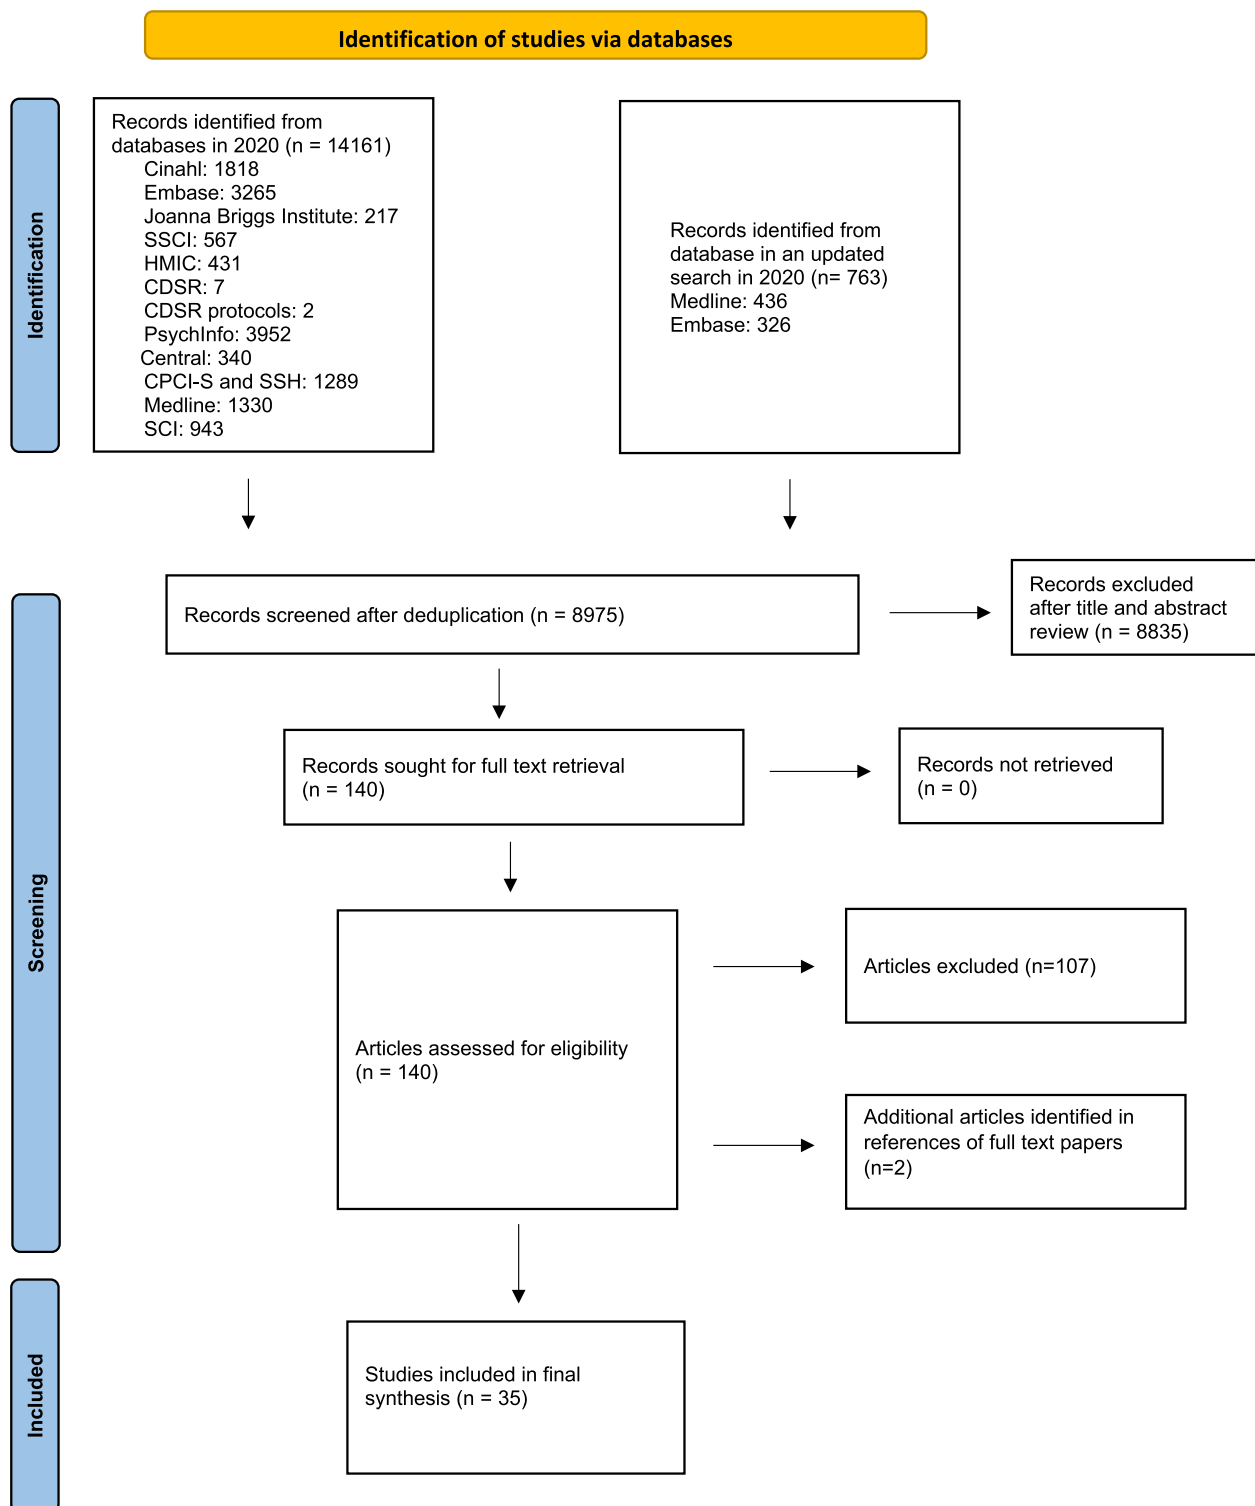 Identification of studies via databases
Identification
Records identified from
databases in 2020 (n = 14161)
Cinahl: 1818
Embase: 3265
Joanna Briggs Institute: 217
SSCI: 567
HMIC: 431
CDSR: 7
CDSR protocols: 2
PsychInfo: 3952
Central: 340
CPCI-S and SSH: 1289
Medline: 1330
SCI: 943
Records identified from
database in an updated
search in 2020 (n= 763)
Medline: 436
Embase: 326
Screening
Records screened after deduplication (n = 8975)
Records excluded
after title and abstract
review (n = 8835)
Records sought for full text retrieval
(n = 140)
Records not retrieved
(n = 0)
Articles assessed for eligibility
(n = 140)
Articles excluded (n=107)
Additional articles identified in
references of full text papers
(n=2)
Included
Studies included in final
synthesis (n = 35)